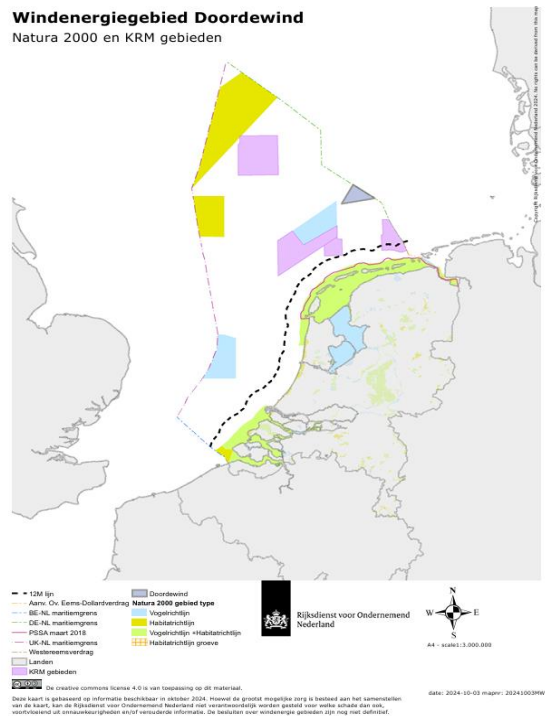 Windenergiegebied Doordewind
Natura 2000 en KRM gebieden
12M lijn
Aanv. Ov. Eems-Dollardverdrag
BE-NL maritiemgrens
DE-NL maritiemgrens
PSSA maart 2018
UK-NL maritiemgrens
Westereemsverdrag
Landen
KRM gebieden
Doordewind
Natura 2000 gebied type
Vogelrichtlijn
Habitatrichtlijn
Vogelrichtlijn +Habitatrichtlijn
Habitatrichtlijn groeve
Rijksdienst voor Ondernemend
Nederland
N
W
E
S
A4 - scale1:3.000.000
De creative commons license 4.0 is van toepassing op dit materiaal.
Deze kaart is gebaseerd op informatie beschikbaar in oktober 2024. Hoewel de grootst mogelijke zorg is besteed aan het samenstellen
van de kaart, kan de Rijksdienst voor Ondernemend Nederland niet verantwoordelijk worden gesteld voor welke schade dan ook,
voortvloeiend uit onnauwkeurigheden en/of verouderde informatie. De besluiten over windenergie gebieden zijn nog niet definitief.
date: 2024-10-03 mapnr: 20241003MW